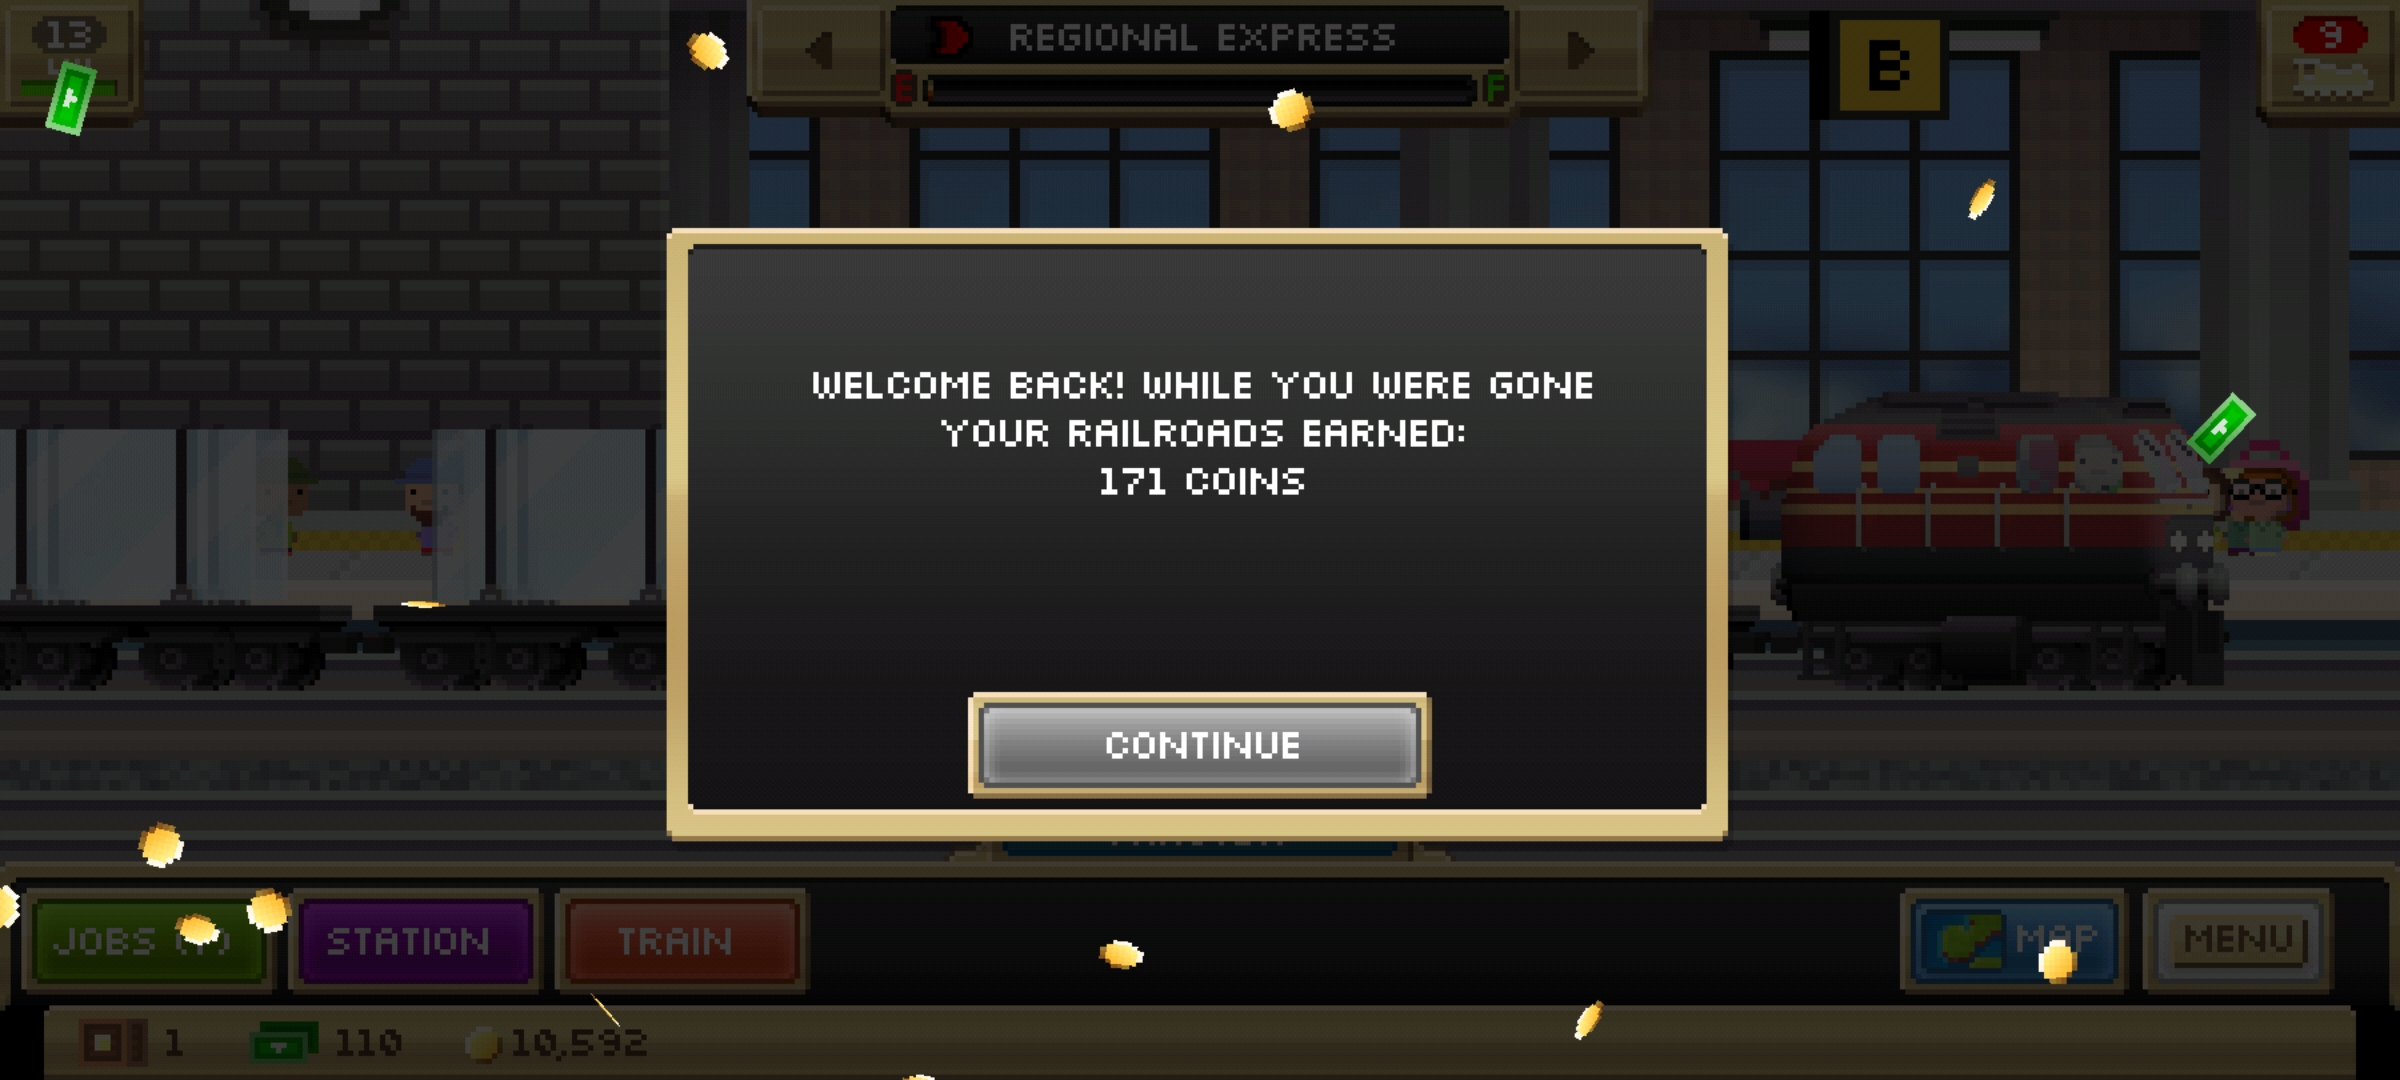 13
REGIONAL EXPRESS
E
F
B
9
WELCOME BACK! WHILE YOU WERE GONE
YOUR RAILROADS EARNED:
171 COINS
CONTINUE
JOBS
STATION
TRAIN
MAP
MENU
1
110
10,592